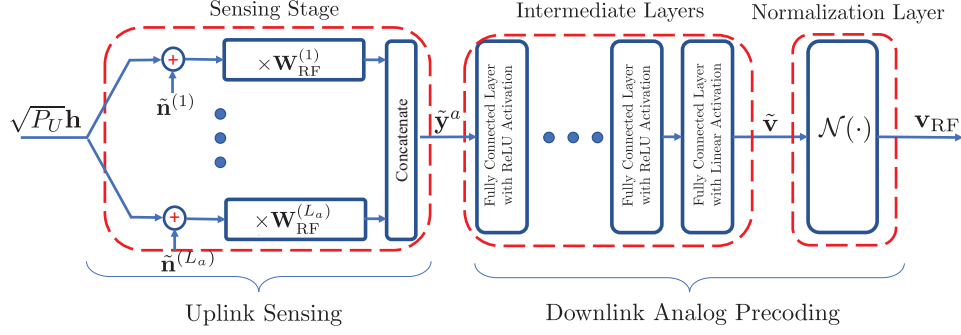 Sensing Stage
Intermediate Layers
Normalization Layer
√P_U h
+
ñ^(1)
× W_RF^(1)
+
ñ^(L_a)
× W_RF^(L_a)
Concatenate
ỹ^a
Fully Connected Layer
with ReLU Activation
Fully Connected Layer
with ReLU Activation
Fully Connected Layer
with Linear Activation
ṽ
𝒩(·)
v_RF
Uplink Sensing
Downlink Analog Precoding